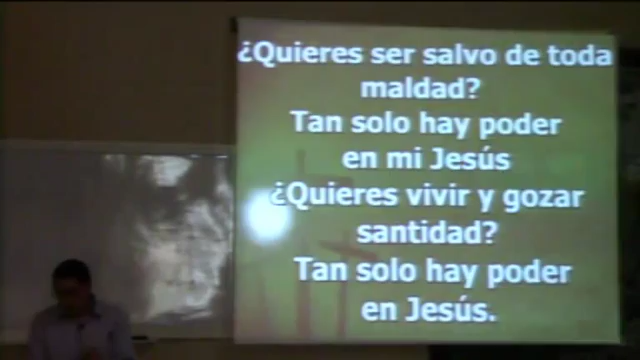 ¿Quieres ser salvo de toda
maldad?
Tan solo hay poder
en mi Jesús
¿Quieres vivir y gozar
santidad?
Tan solo hay poder
en Jesús.